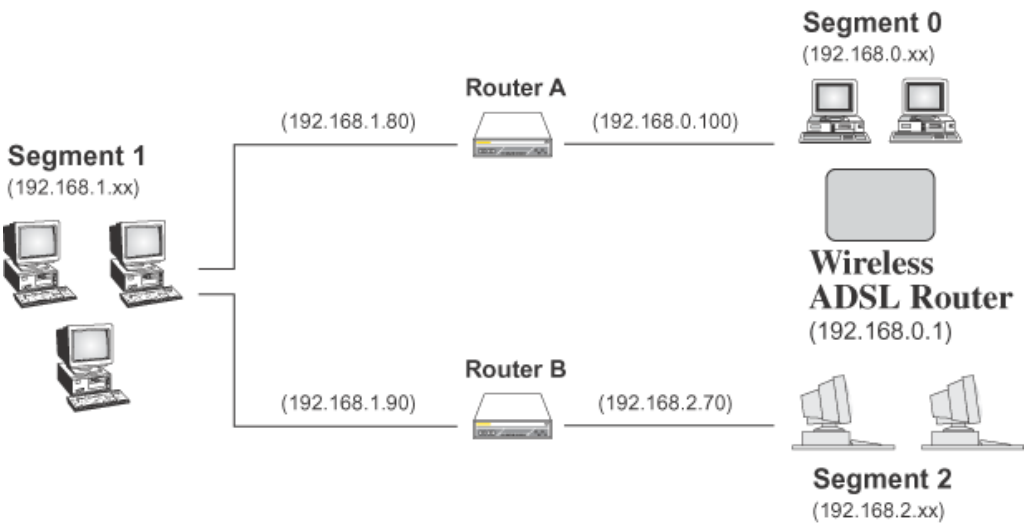 Segment 0
(192.168.0.xx)
Router A
(192.168.1.80)
(192.168.0.100)
Segment 1
(192.168.1.xx)
Wireless
ADSL Router
(192.168.0.1)
Router B
(192.168.1.90)
(192.168.2.70)
Segment 2
(192.168.2.xx)